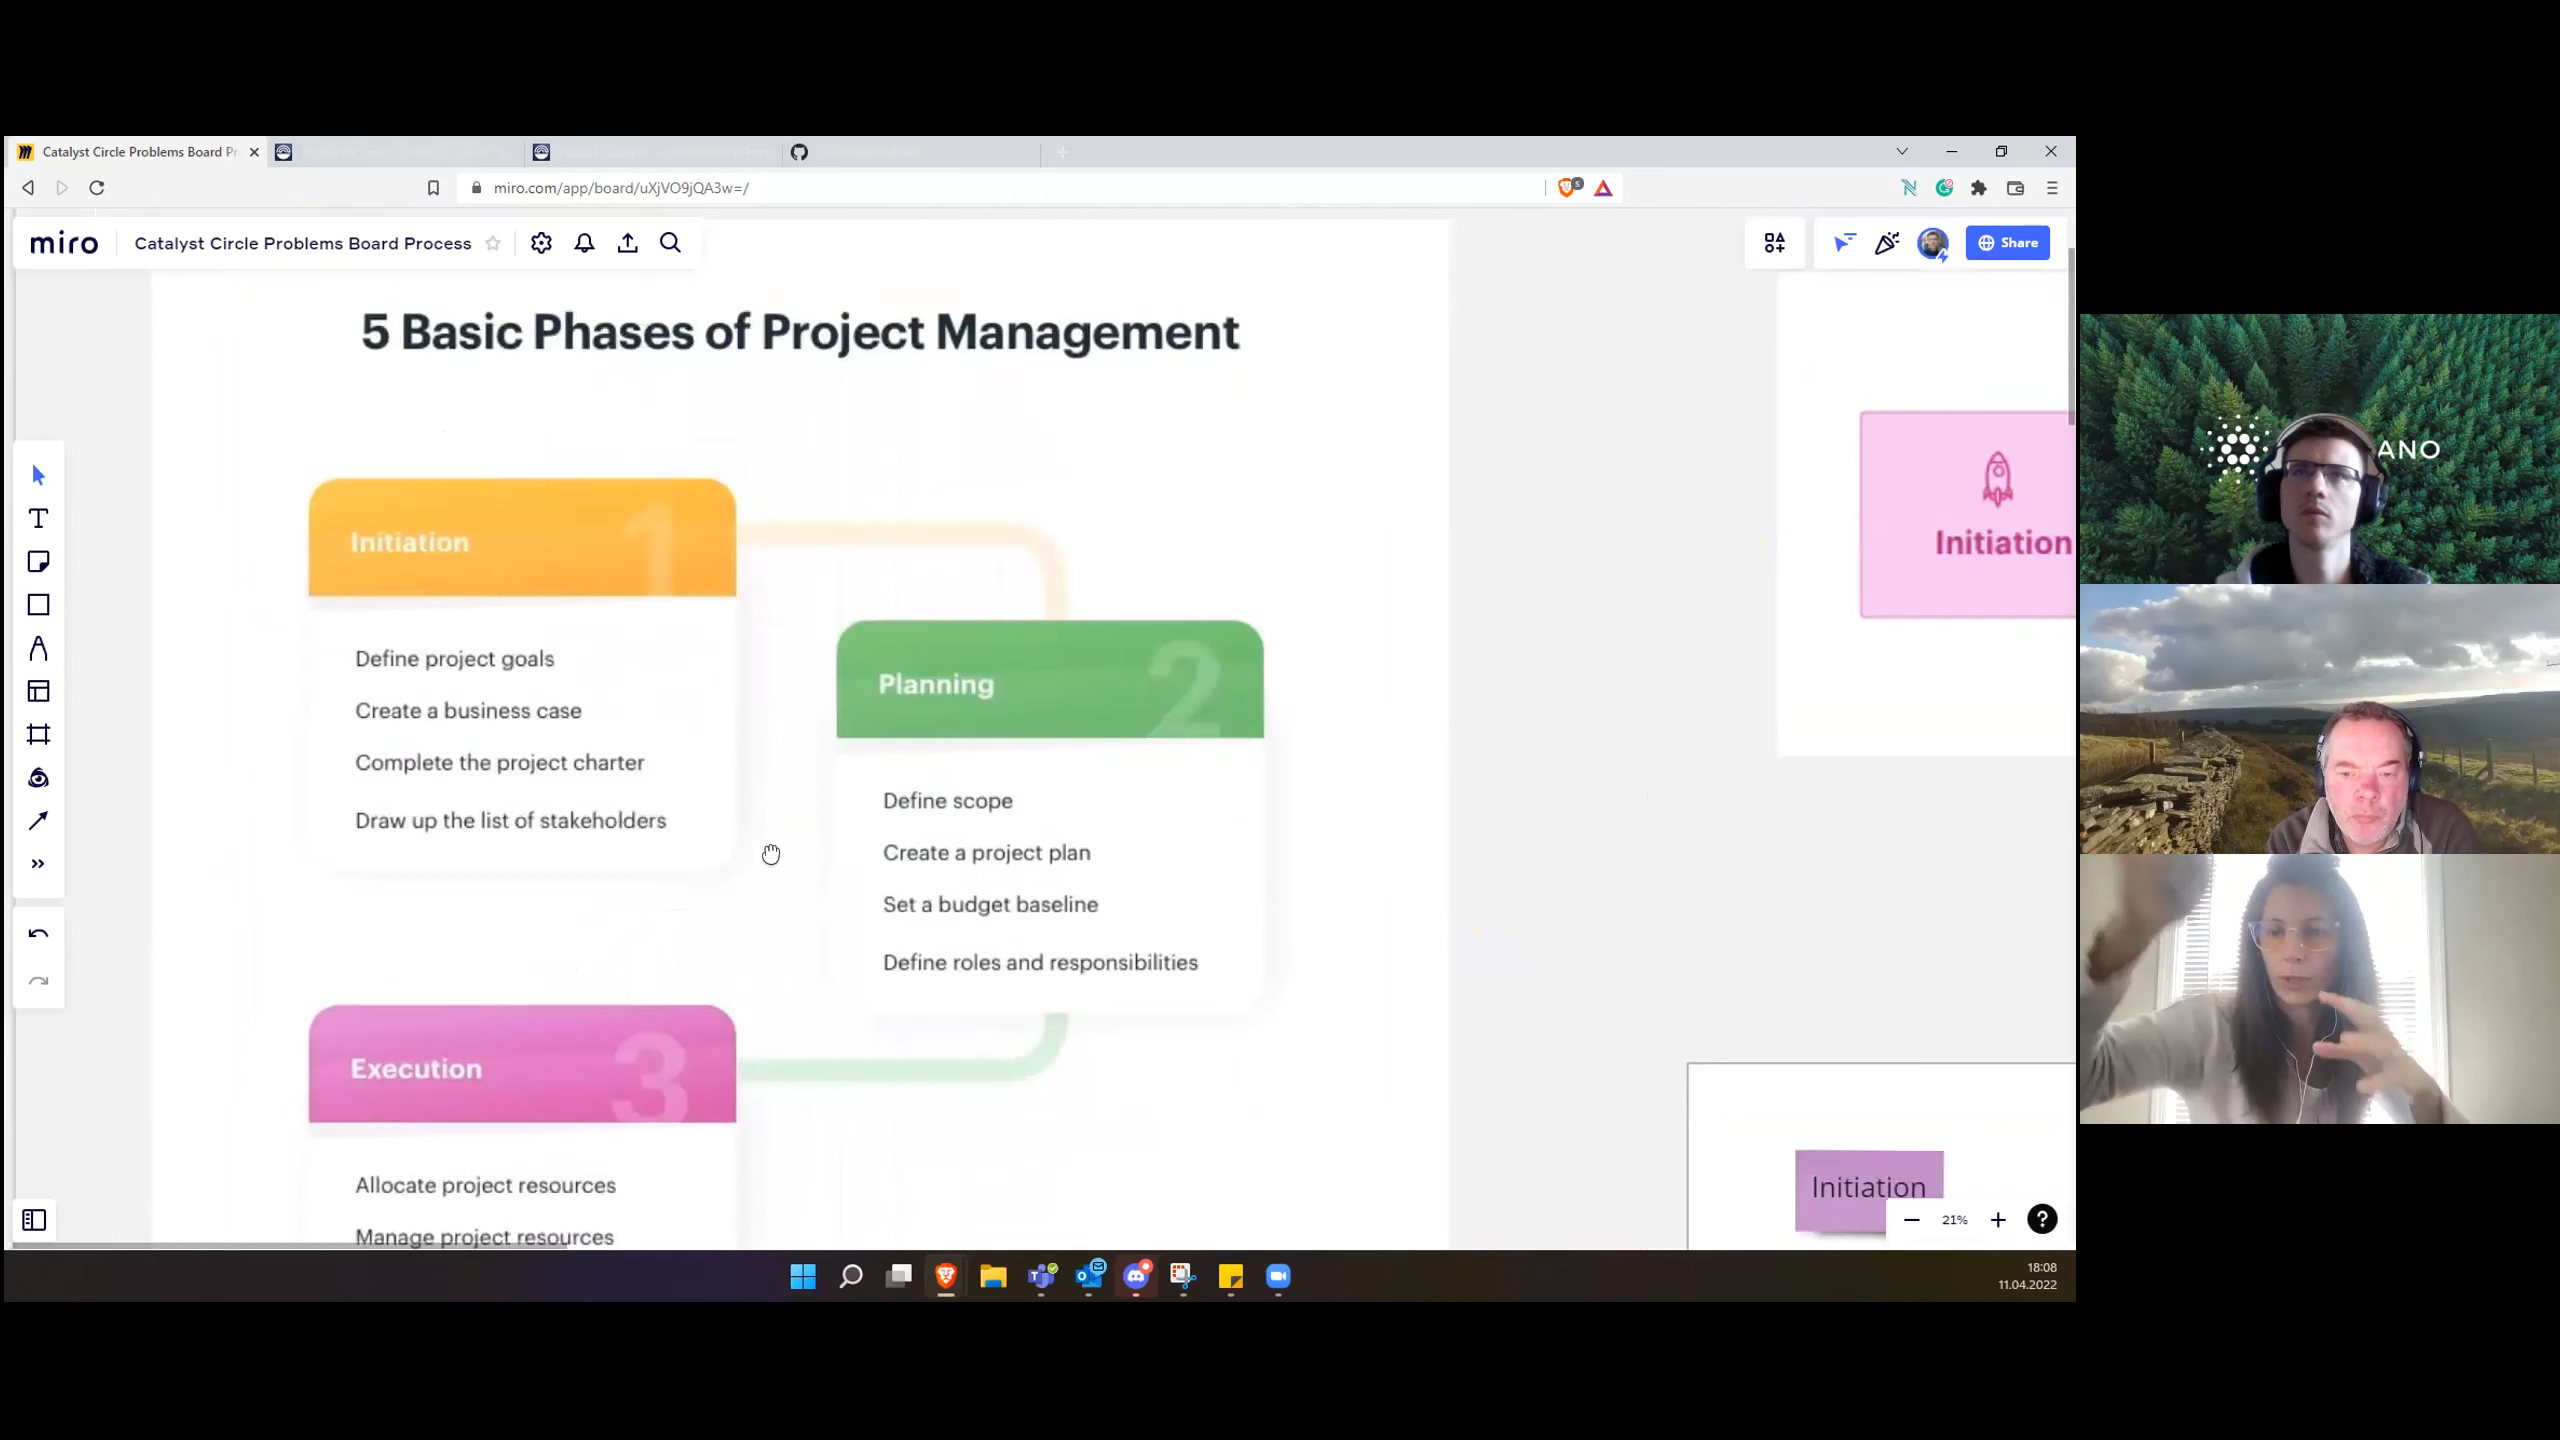 Catalyst Circle Problems Board Pr
miro.com/app/board/uXjVO9jQA3w=/
5
miro
Catalyst Circle Problems Board Process
Share
5 Basic Phases of Project Management
Initiation
1
Define project goals
Create a business case
Complete the project charter
Draw up the list of stakeholders
Planning
2
Define scope
Create a project plan
Set a budget baseline
Define roles and responsibilities
Execution
3
Allocate project resources
Manage project resources
Initiation
Initiation
21%
18:08
11.04.2022
ANO